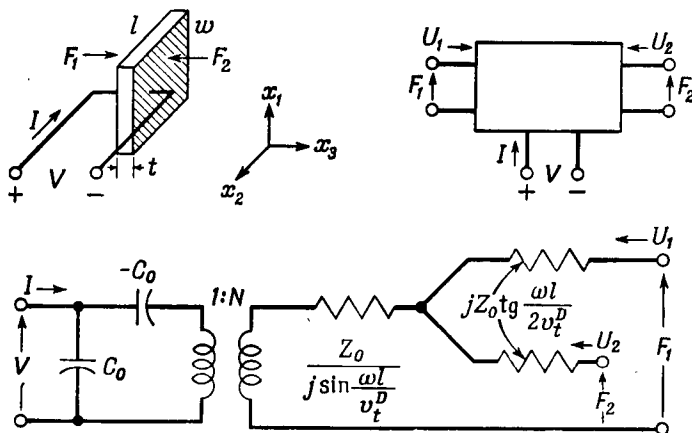 l
w
F₁
F₂
I
+
V
−
t
x₁
x₂
x₃
U₁
U₂
F₁
F₂
I
V
+
−
I
−C₀
1:N
V
C₀
Z₀
j sin ωl
v_t^D
jZ₀ tg ωl
2v_t^D
U₁
U₂
F₂
F₁